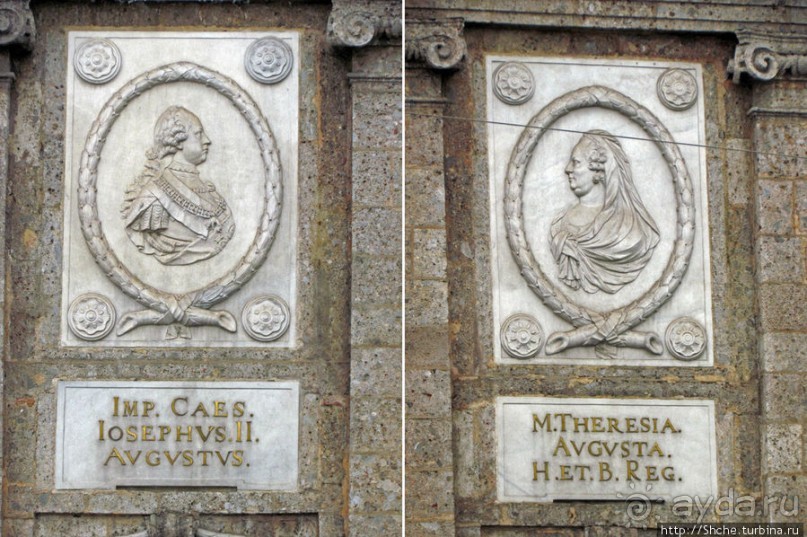 IMP. CAES.
IOSEPHVS. II.
AVGVSTVS.
M. THERESIA.
AVGVSTA.
H. ET. B. REG.
ayda.ru
http://Shche.turbina.ru